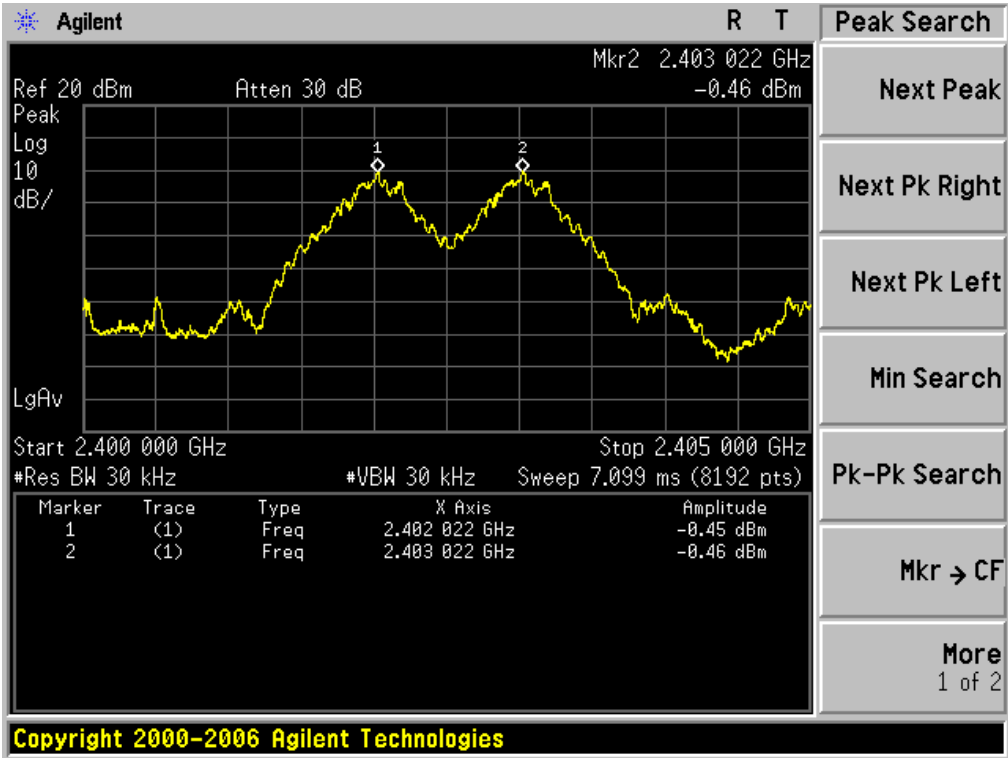 Agilent R T
Peak Search
Mkr2 2.403 022 GHz
Ref 20 dBm Atten 30 dB -0.46 dBm
Peak
Log
10
dB/
1 2
LgAv
Start 2.400 000 GHz Stop 2.405 000 GHz
#Res BW 30 kHz #VBW 30 kHz Sweep 7.099 ms (8192 pts)
Marker Trace Type X Axis Amplitude
1 (1) Freq 2.402 022 GHz -0.45 dBm
2 (1) Freq 2.403 022 GHz -0.46 dBm
Next Peak
Next Pk Right
Next Pk Left
Min Search
Pk-Pk Search
Mkr → CF
More
1 of 2
Copyright 2000-2006 Agilent Technologies